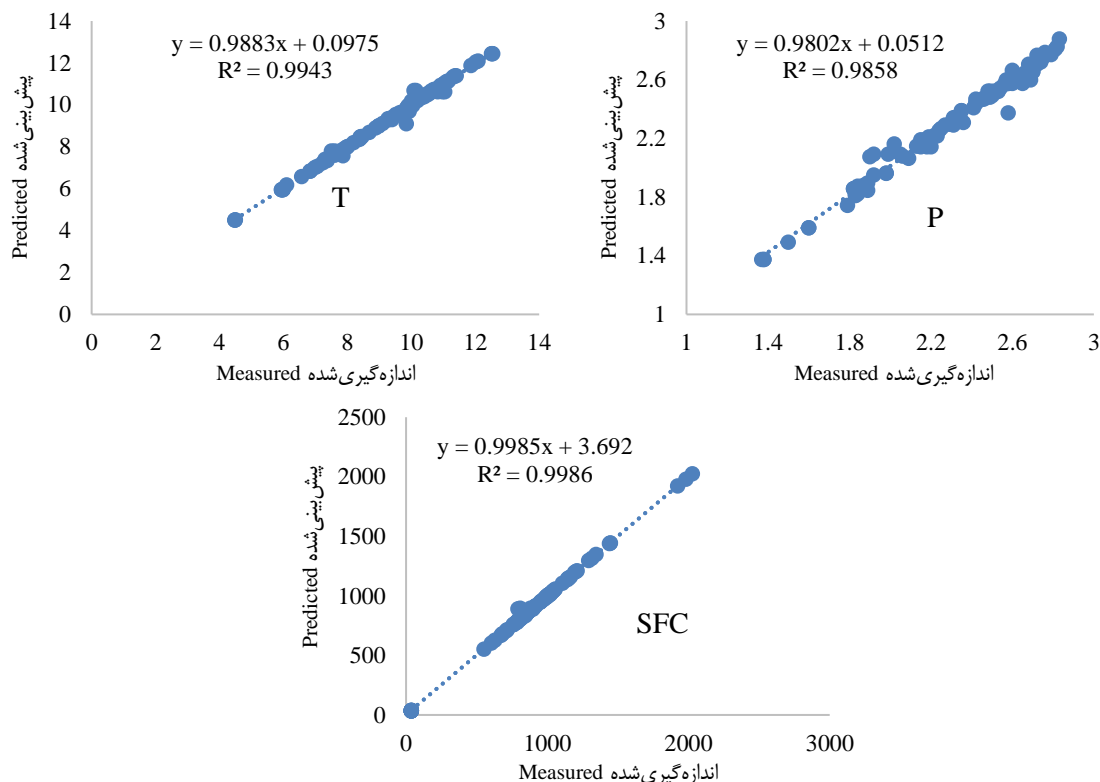 y = 0.9883x + 0.0975
R² = 0.9943
14
12
10
8
6
4
2
0
Predicted پیش‌بینی‌شده
T
0 2 4 6 8 10 12 14
Measured اندازه‌گیری‌شده
y = 0.9802x + 0.0512
R² = 0.9858
3
2.6
2.2
1.8
1.4
1
Predicted پیش‌بینی‌شده
P
1 1.4 1.8 2.2 2.6 3
Measured اندازه‌گیری‌شده
y = 0.9985x + 3.692
R² = 0.9986
2500
2000
1500
1000
500
0
Predicted پیش‌بینی‌شده
SFC
0 1000 2000 3000
Measured اندازه‌گیری‌شده